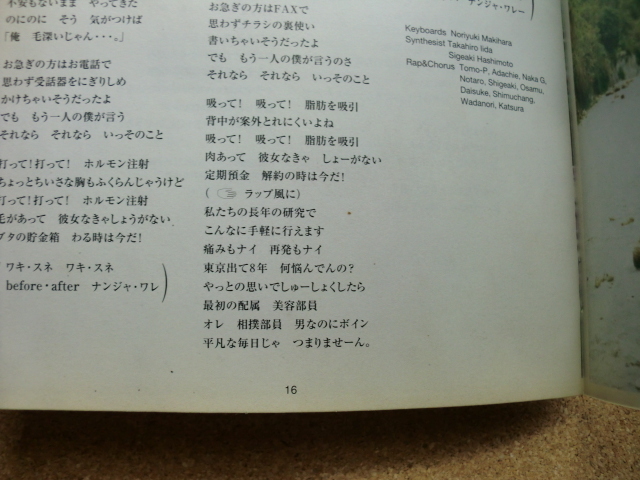 不安もないまま やってきた
のにのに そう 気がつけば
「俺 毛深いじゃん・・・。」
お急ぎの方はお電話で
思わず受話器をにぎりしめ
かけちゃいそうだったよ
でも もう一人の僕が言う
それなら それなら いっそのこと
打って！打って！ ホルモン注射
ちょっとちいさな胸もふくらんじゃうけど
打って！打って！ ホルモン注射
毛があって 彼女なきゃしょうがない
ブタの貯金箱 わる時は今だ！
ワキ・スネ ワキ・スネ
before・after ナンジャ・ワレ
お急ぎの方はFAXで
思わずチラシの裏使い
書いちゃいそうだったよ
でも もう一人の僕が言うのさ
それなら それなら いっそのこと
吸って！ 吸って！ 脂肪を吸引
背中が案外とれにくいよね
吸って！ 吸って！ 脂肪を吸引
肉あって 彼女なきゃ しょーがない
定期預金 解約の時は今だ！
（☞ ラップ風に）
私たちの長年の研究で
こんなに手軽に行えます
痛みもナイ 再発もナイ
東京出て8年 何悩んでんの？
やっとの思いでしゅーしょくしたら
最初の配属 美容部員
オレ 相撲部員 男なのにボイン
平凡な毎日じゃ つまりませーん。
ナンジャ・ワレー
Keyboards Noriyuki Makihara
Synthesist Takahiro Iida
Sigeaki Hashimoto
Rap&Chorus Tomo-P, Adachie, Naka G,
Notaro, Shigeaki, Osamu,
Daisuke, Shimuchang,
Wadanon, Katsura
16